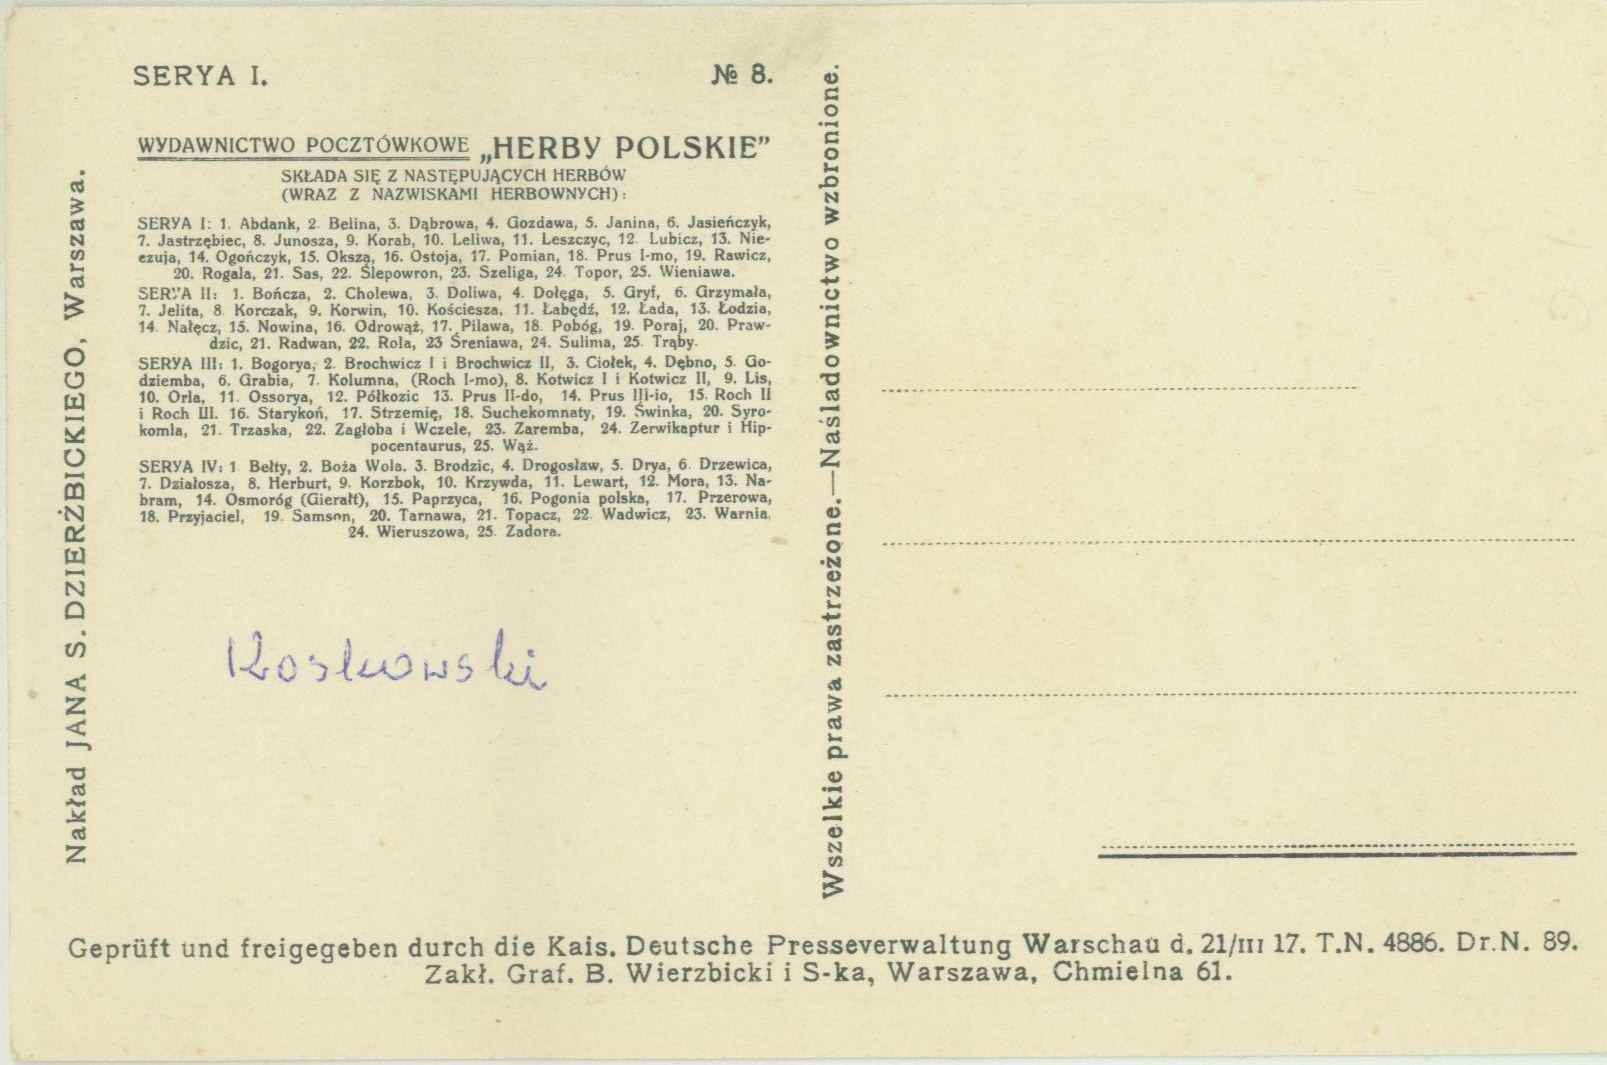 SERYA I.
№ 8.
WYDAWNICTWO POCZTÓWKOWE „HERBY POLSKIE”
SKŁADA SIĘ Z NASTĘPUJĄCYCH HERBÓW
(WRAZ Z NAZWISKAMI HERBOWNYCH):
SERYA I: 1. Abdank, 2. Belina, 3. Dąbrowa, 4. Gozdawa, 5. Janina, 6. Jasieńczyk,
7. Jastrzębiec, 8. Junosza, 9. Korab, 10. Leliwa, 11. Leszczyc, 12. Lubicz, 13. Nie-
czuja, 14. Ogończyk, 15. Oksza, 16. Ostoja, 17. Pomian, 18. Prus I-mo, 19. Rawicz,
20. Rogala, 21. Sas, 22. Ślepowron, 23. Szeliga, 24. Topor, 25. Wieniawa.
SERYA II: 1. Bończa, 2. Cholewa, 3. Doliwa, 4. Dołęga, 5. Gryf, 6. Grzymała,
7. Jelita, 8. Korczak, 9. Korwin, 10. Kościesza, 11. Łabędź, 12. Łada, 13. Łodzia,
14. Nałęcz, 15. Nowina, 16. Odrowąż, 17. Pilawa, 18. Pobóg, 19. Poraj, 20. Praw-
dzic, 21. Radwan, 22. Rola, 23 Śreniawa, 24. Sulima, 25. Trąby.
SERYA III: 1. Bogorya, 2. Brochwicz I i Brochwicz II, 3. Ciołek, 4. Dębno, 5. Go-
dziemba, 6. Grabia, 7. Kolumna, (Roch I-mo), 8. Kotwicz I i Kotwicz II, 9. Lis,
10. Orla, 11. Ossorya, 12. Półkozic 13. Prus II-do, 14. Prus III-io, 15. Roch II
i Roch III. 16. Starykoń, 17. Strzemię, 18. Suchekomnaty, 19. Świnka, 20. Syro-
komla, 21. Trzaska, 22. Zagłoba i Wczele, 23. Zaremba, 24. Zerwikaptur i Hip-
pocentaurus, 25. Wąż.
SERYA IV: 1 Bełty, 2. Boża Wola. 3. Brodzic, 4. Drogosław, 5. Drya, 6. Drzewica,
7. Działosza, 8. Herburt, 9. Korzbok, 10. Krzywda, 11. Lewart, 12. Mora, 13. Na-
bram, 14. Osmoróg (Gierałt), 15. Paprzyca, 16. Pogonia polska, 17. Przerowa,
18. Przyjaciel, 19. Samson, 20. Tarnawa, 21. Topacz, 22. Wadwicz, 23. Warnia,
24. Wieruszowa, 25. Zadora.
Koskowski
Nakład JANA S. DZIERŻBICKIEGO, Warszawa.
Wszelkie prawa zastrzeżone.—Naśladownictwo wzbronione.
Geprüft und freigegeben durch die Kais. Deutsche Presseverwaltung Warschau d. 21/III 17. T.N. 4886. Dr.N. 89.
Zakł. Graf. B. Wierzbicki i S-ka, Warszawa, Chmielna 61.